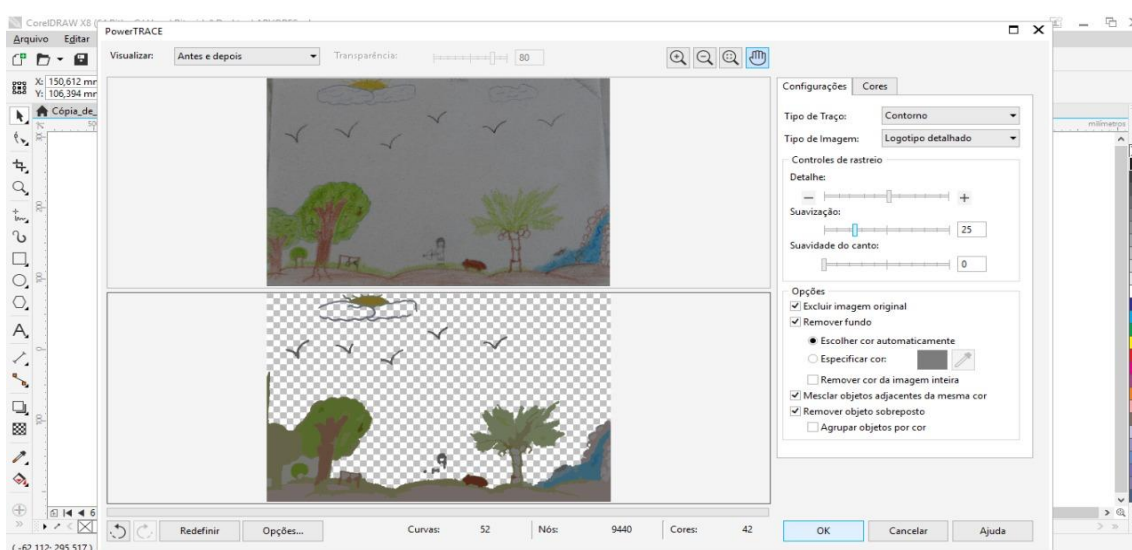 CorelDRAW X8
Arquivo Editar
X: 150,612 mm
Y: 106,394 mm
Cópia_de_
PowerTRACE
Visualizar: Antes e depois Transparência: 80
Configurações Cores
Tipo de Traço: Contorno
Tipo de Imagem: Logotipo detalhado
Controles de rastreio
Detalhe:
Suavização:
25
Suavidade do canto:
0
Opções
Excluir imagem original
Remover fundo
Escolher cor automaticamente
Especificar cor:
Remover cor da imagem inteira
Mesclar objetos adjacentes da mesma cor
Remover objeto sobreposto
Agrupar objetos por cor
Redefinir Opções... Curvas: 52 Nós: 9440 Cores: 42 OK Cancelar Ajuda
milímetros